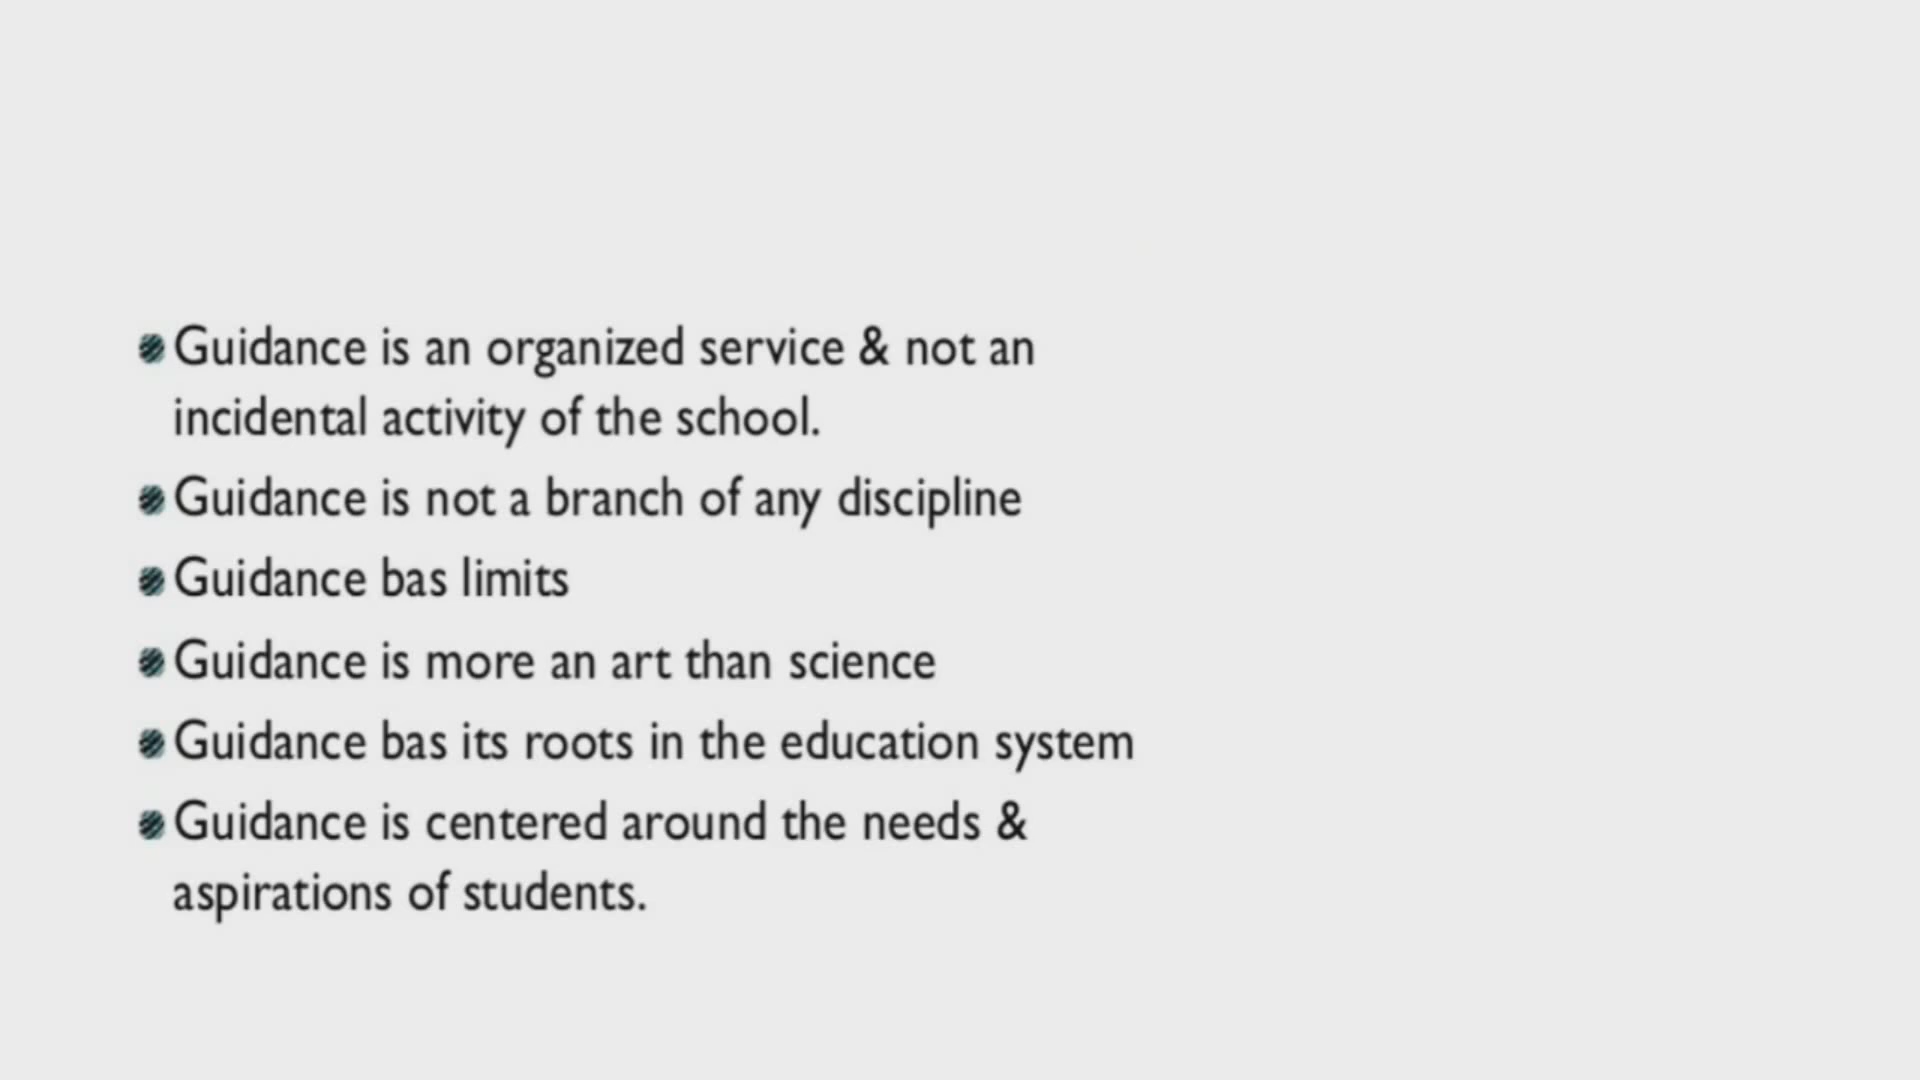 Guidance is an organized service & not an
incidental activity of the school.
Guidance is not a branch of any discipline
Guidance bas limits
Guidance is more an art than science
Guidance bas its roots in the education system
Guidance is centered around the needs &
aspirations of students.